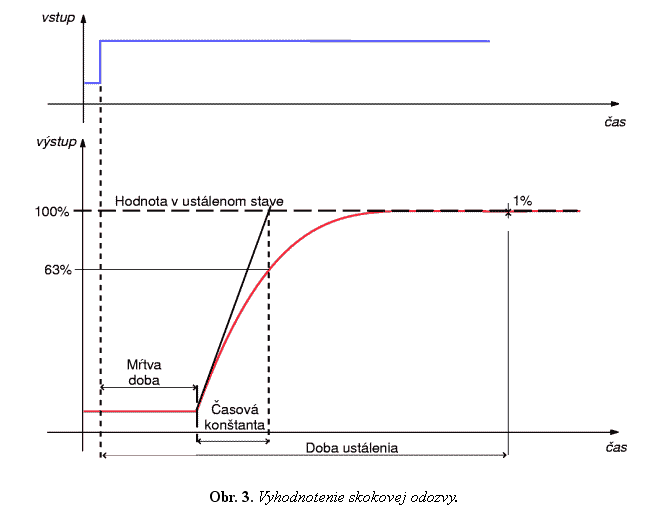 vstup
čas
výstup
Hodnota v ustálenom stave
1%
100%
63%
Mŕtva
doba
Časová
konštanta
čas
Doba ustálenia
Obr. 3. Vyhodnotenie skokovej odozvy.